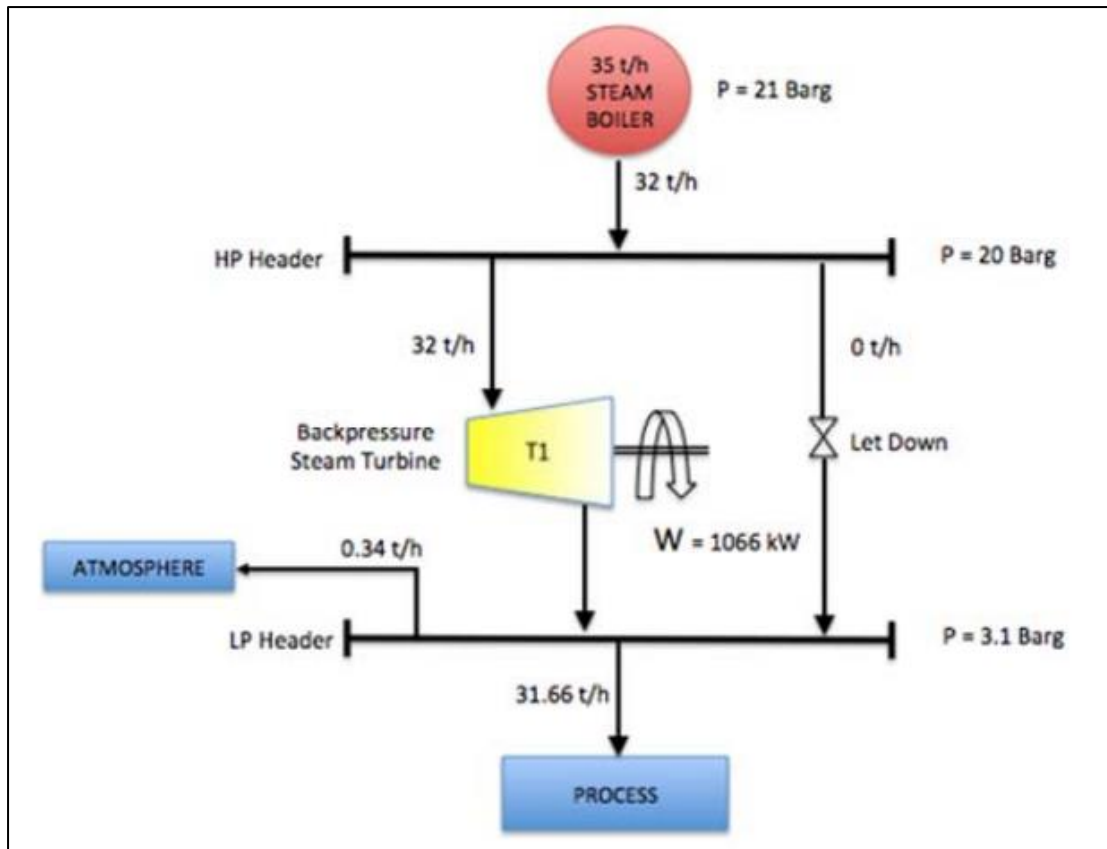 35 t/h
STEAM
BOILER
P = 21 Barg
32 t/h
HP Header
P = 20 Barg
32 t/h
0 t/h
Backpressure
Steam Turbine
T1
Let Down
W = 1066 kW
0.34 t/h
ATMOSPHERE
LP Header
P = 3.1 Barg
31.66 t/h
PROCESS